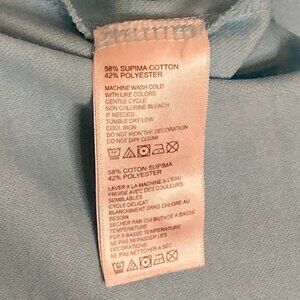 58% SUPIMA COTTON
42% POLYESTER
MACHINE WASH COLD
WITH LIKE COLORS
GENTLE CYCLE
NON CHLORINE BLEACH
IF NEEDED
TUMBLE DRY LOW
COOL IRON
DO NOT IRON THE DECORATION
DO NOT DRY CLEAN
58% COTON SUPIMA
42% POLYESTER
LAVER A LA MACHINE A L'EAU
FROIDE AVEC DES COULEURS
SEMBLABLES
CYCLE DELICAT
BLANCHIMENT SANS CHLORE AU
BESOIN
SECHER PAR CULBUTAGE A BASSE
TEMPERATURE
FER A BASSE TEMPERATURE
NE PAS REPASSER LES
DECORATIONS
NE PAS NETTOYER A SEC